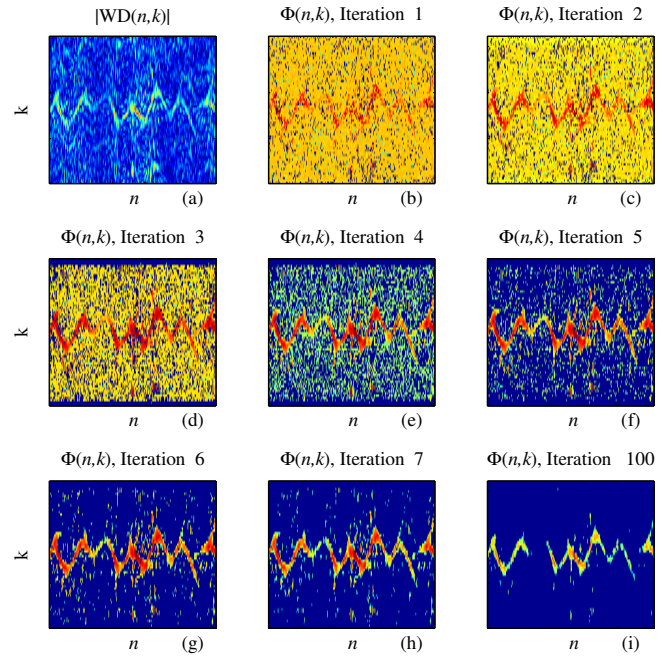 |WD(n,k)| Φ(n,k), Iteration 1 Φ(n,k), Iteration 2
k
n (a) n (b) n (c)
Φ(n,k), Iteration 3 Φ(n,k), Iteration 4 Φ(n,k), Iteration 5
k
n (d) n (e) n (f)
Φ(n,k), Iteration 6 Φ(n,k), Iteration 7 Φ(n,k), Iteration 100
k
n (g) n (h) n (i)